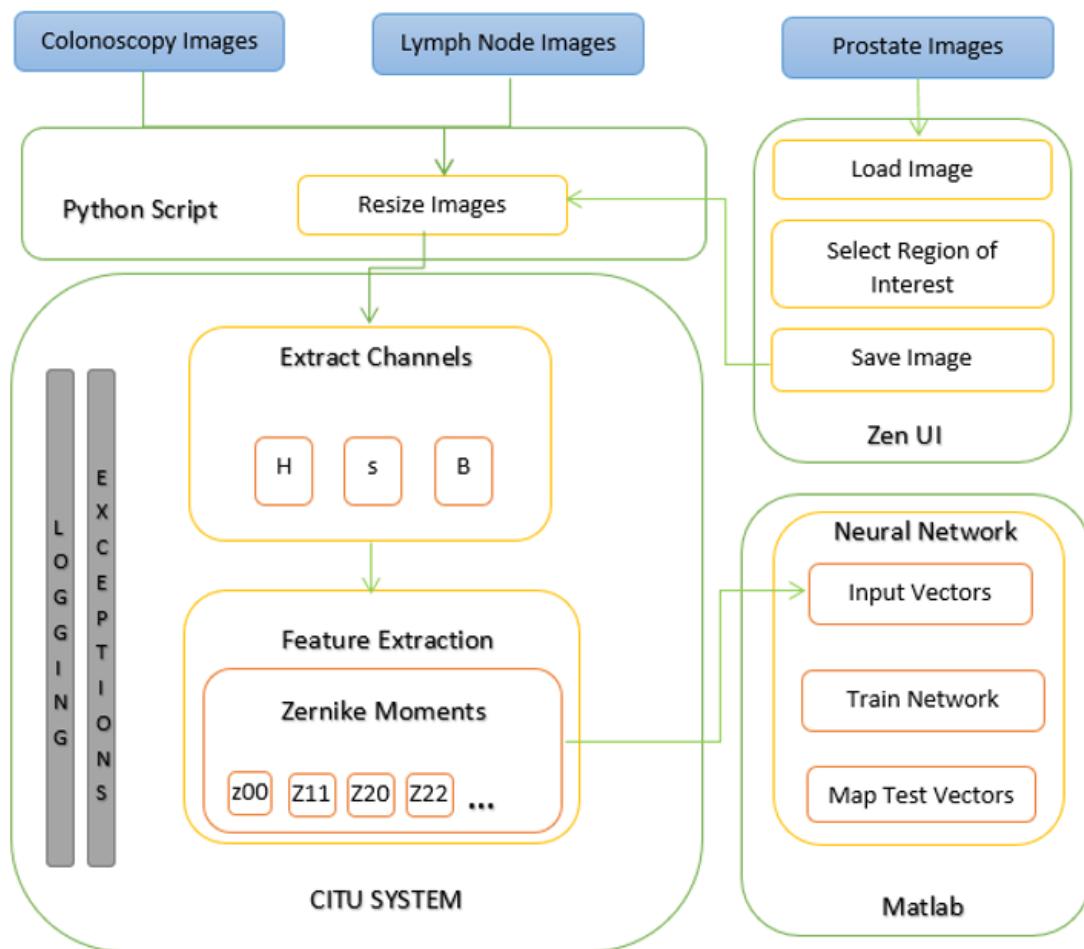 Colonoscopy Images
Lymph Node Images
Prostate Images
Python Script
Resize Images
Load Image
Select Region of
Interest
Save Image
Zen UI
Extract Channels
H
s
B
LOGGING
EXCEPTIONS
Feature Extraction
Zernike Moments
z00
Z11
Z20
Z22
...
CITU SYSTEM
Neural Network
Input Vectors
Train Network
Map Test Vectors
Matlab